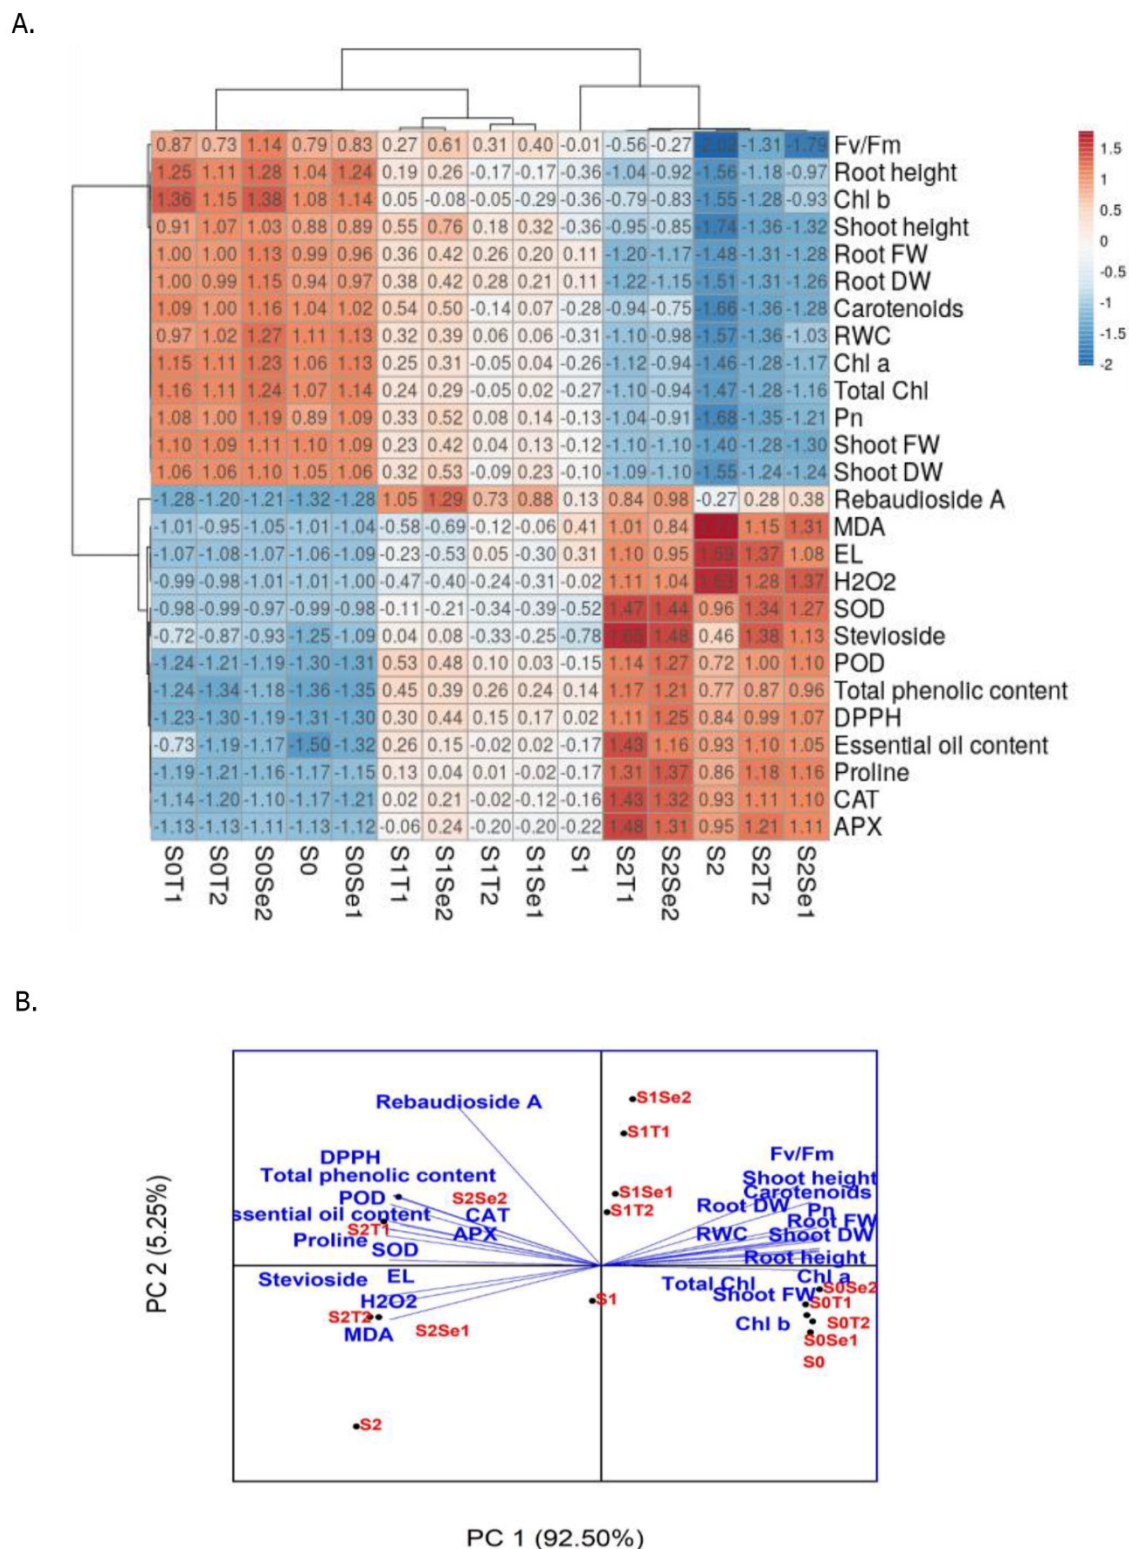 A.
0.87 0.73 1.14 0.79 0.83 0.27 0.61 0.31 0.40 -0.01 -0.56 -0.27 -1.31 -1.79 Fv/Fm
1.25 1.11 1.28 1.04 1.24 0.19 0.26 -0.17 -0.17 -0.36 -1.04 -0.92 -1.56 -1.18 -0.97 Root height
1.36 1.15 1.38 1.08 1.14 0.05 -0.08 -0.05 -0.29 -0.36 -0.79 -0.83 -1.55 -1.28 -0.93 Chl b
0.91 1.07 1.03 0.88 0.89 0.55 0.76 0.18 0.32 -0.36 -0.95 -0.85 -1.74 -1.36 -1.32 Shoot height
1.00 1.00 1.13 0.99 0.96 0.36 0.42 0.26 0.20 0.11 -1.20 -1.17 -1.48 -1.31 -1.28 Root FW
1.00 0.99 1.15 0.94 0.97 0.38 0.42 0.28 0.21 0.11 -1.22 -1.15 -1.51 -1.31 -1.26 Root DW
1.09 1.00 1.16 1.04 1.02 0.54 0.50 -0.14 0.07 -0.28 -0.94 -0.75 -1.66 -1.36 -1.28 Carotenoids
0.97 1.02 1.27 1.11 1.13 0.32 0.39 0.06 0.06 -0.31 -1.10 -0.98 -1.57 -1.36 -1.03 RWC
1.15 1.11 1.23 1.06 1.13 0.25 0.31 -0.05 0.04 -0.26 -1.12 -0.94 -1.46 -1.28 -1.17 Chl a
1.16 1.11 1.24 1.07 1.14 0.24 0.29 -0.05 0.02 -0.27 -1.10 -0.94 -1.47 -1.28 -1.16 Total Chl
1.08 1.00 1.19 0.89 1.09 0.33 0.52 0.08 0.14 -0.13 -1.04 -0.91 -1.68 -1.35 -1.21 Pn
1.10 1.09 1.11 1.10 1.09 0.23 0.42 0.04 0.13 -0.12 -1.10 -1.10 -1.40 -1.28 -1.30 Shoot FW
1.06 1.06 1.10 1.05 1.06 0.32 0.53 -0.09 0.23 -0.10 -1.09 -1.10 -1.55 -1.24 -1.24 Shoot DW
-1.28 -1.20 -1.21 -1.32 -1.28 1.05 1.29 0.73 0.88 0.13 0.84 0.98 -0.27 0.28 0.38 Rebaudioside A
-1.01 -0.95 -1.05 -1.01 -1.04 -0.58 -0.69 -0.12 -0.06 0.41 1.01 0.84 1.15 1.31 MDA
-1.07 -1.08 -1.07 -1.06 -1.09 -0.23 -0.53 0.05 -0.30 0.31 1.10 0.95 1.37 1.08 EL
-0.99 -0.98 -1.01 -1.01 -1.00 -0.47 -0.40 -0.24 -0.31 -0.02 1.11 1.04 1.28 1.37 H2O2
-0.98 -0.99 -0.97 -0.99 -0.98 -0.11 -0.21 -0.34 -0.39 -0.52 1.47 1.44 0.96 1.34 1.27 SOD
-0.72 -0.87 -0.93 -1.25 -1.09 0.04 0.08 -0.33 -0.25 -0.78 1.48 0.46 1.38 1.13 Stevioside
-1.24 -1.21 -1.19 -1.30 -1.31 0.53 0.48 0.10 0.03 -0.15 1.14 1.27 0.72 1.00 1.10 POD
-1.24 -1.34 -1.18 -1.36 -1.35 0.45 0.39 0.26 0.24 0.14 1.17 1.21 0.77 0.87 0.96 Total phenolic content
-1.23 -1.30 -1.19 -1.31 -1.30 0.30 0.44 0.15 0.17 0.02 1.11 1.25 0.84 0.99 1.07 DPPH
-0.73 -1.19 -1.17 -1.50 -1.32 0.26 0.15 -0.02 0.02 -0.17 1.43 1.16 0.93 1.10 1.05 Essential oil content
-1.19 -1.21 -1.16 -1.17 -1.15 0.13 0.04 0.01 -0.02 -0.17 1.31 1.37 0.86 1.18 1.16 Proline
-1.14 -1.20 -1.10 -1.17 -1.21 0.02 0.21 -0.02 -0.12 -0.16 1.43 1.32 0.93 1.11 1.10 CAT
-1.13 -1.13 -1.11 -1.13 -1.12 -0.06 0.24 -0.20 -0.20 -0.22 1.48 1.31 0.95 1.21 1.11 APX
S0T1 S0T2 S0Se2 S0 S0Se1 S1T1 S1Se2 S1T2 S1Se1 S1 S2T1 S2Se2 S2 S2T2 S2Se1
1.5
1
0.5
0
-0.5
-1
-1.5
-2
B.
PC 2 (5.25%)
S1Se2
Rebaudioside A
S1T1
Fv/Fm
DPPH
Total phenolic content
Shoot height
Carotenoids
S1Se1
POD
S2Se2
Root DW
Pn
S1T2
ssential oil content
CAT
Root FW
S2T1
APX
RWC
Shoot DW
Proline
SOD
Root height
Stevioside
EL
Total Chl
Chl a
S0Se2
Shoot FW
H2O2
S1
S0T1
S2T2
S2Se1
Chl b
S0T2
MDA
S0Se1
S0
S2
PC 1 (92.50%)